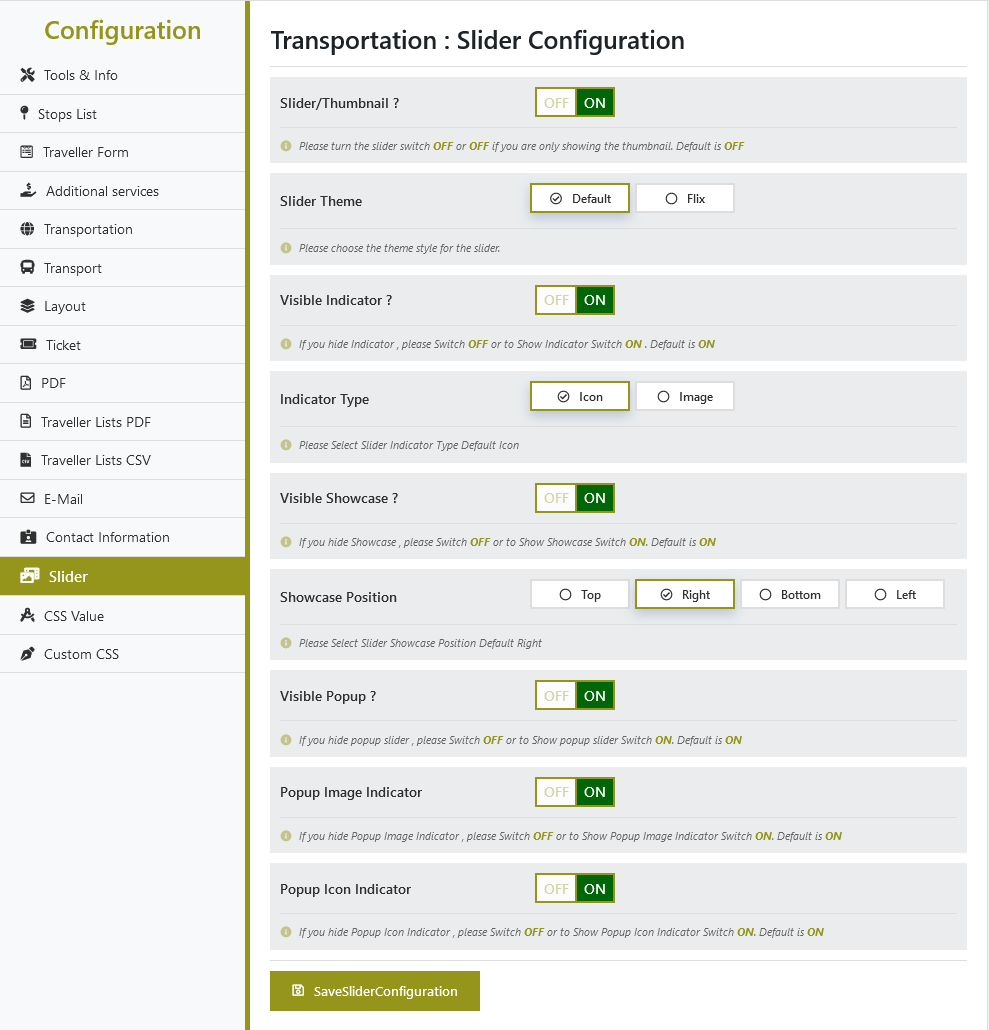 Configuration
Tools & Info
Stops List
Traveller Form
Additional services
Transportation
Transport
Layout
Ticket
PDF
Traveller Lists PDF
Traveller Lists CSV
E-Mail
Contact Information
Slider
CSS Value
Custom CSS
Transportation : Slider Configuration
Slider/Thumbnail ? OFF ON
Please turn the slider switch OFF or OFF if you are only showing the thumbnail. Default is OFF
Slider Theme Default Flix
Please choose the theme style for the slider.
Visible Indicator ? OFF ON
If you hide Indicator , please Switch OFF or to Show Indicator Switch ON . Default is ON
Indicator Type Icon Image
Please Select Slider Indicator Type Default Icon
Visible Showcase ? OFF ON
If you hide Showcase , please Switch OFF or to Show Showcase Switch ON. Default is ON
Showcase Position Top Right Bottom Left
Please Select Slider Showcase Position Default Right
Visible Popup ? OFF ON
If you hide popup slider , please Switch OFF or to Show popup slider Switch ON. Default is ON
Popup Image Indicator OFF ON
If you hide Popup Image Indicator , please Switch OFF or to Show Popup Image Indicator Switch ON. Default is ON
Popup Icon Indicator OFF ON
If you hide Popup Icon Indicator , please Switch OFF or to Show Popup Icon Indicator Switch ON. Default is ON
SaveSliderConfiguration